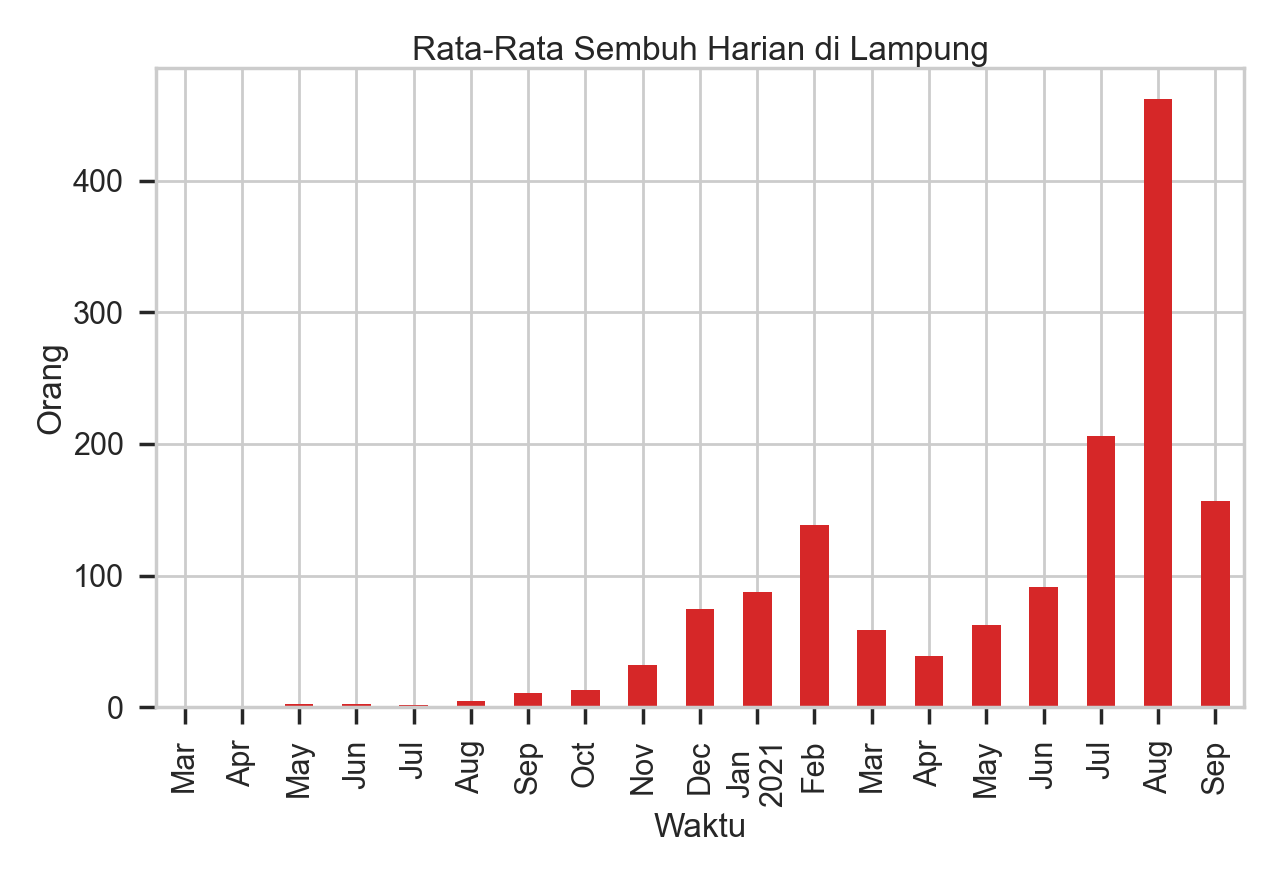 Rata-Rata Sembuh Harian di Lampung
Orang
400
300
200
100
0
Mar
Apr
May
Jun
Jul
Aug
Sep
Oct
Nov
Dec
Jan
2021
Feb
Mar
Apr
May
Jun
Jul
Aug
Sep
Waktu